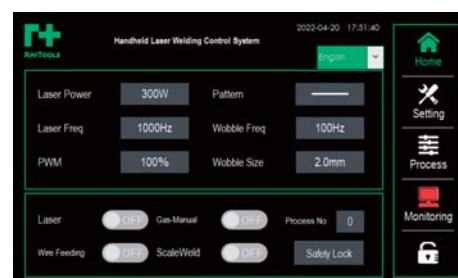 2022-04-20 17:51:40
RAYTOOLS
Handheld Laser Welding Control System
English
Home
Laser Power 300W Pattern
Setting
Laser Freq 1000Hz Wobble Freq 100Hz
Process
PWM 100% Wobble Size 2.0mm
Monitoring
Laser OFF Gas-Manual OFF Process No 0
Wire Feeding OFF ScaleWeld OFF Safety Lock